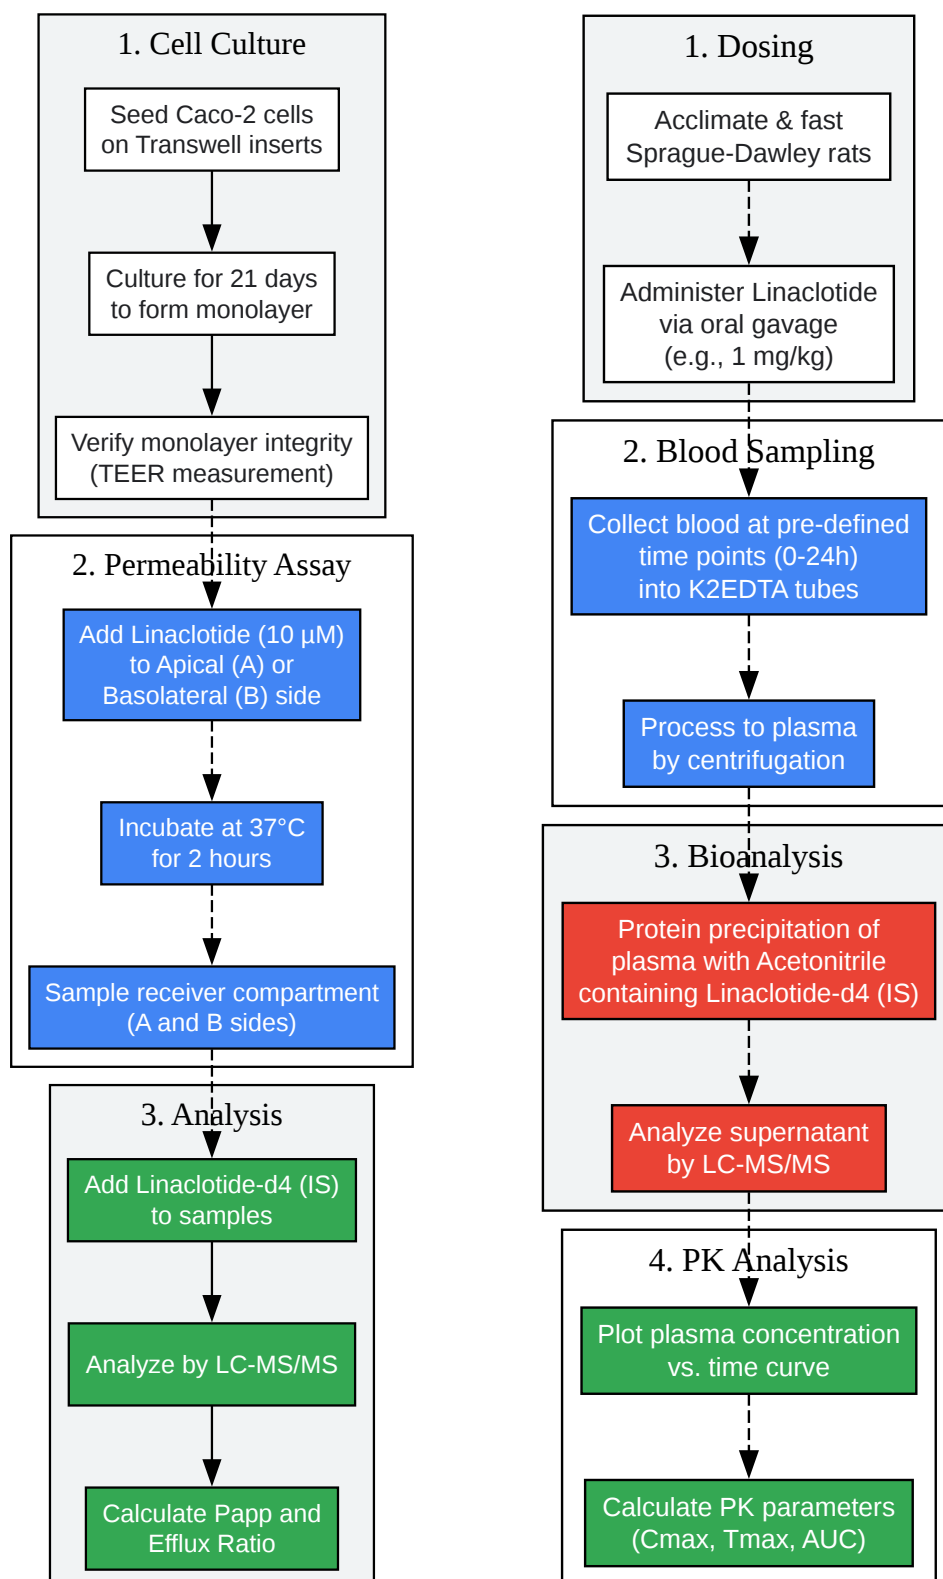 1. Cell Culture
Seed Caco-2 cells
on Transwell inserts
Culture for 21 days
to form monolayer
Verify monolayer integrity
(TEER measurement)
2. Permeability Assay
Add Linaclotide (10 µM)
to Apical (A) or
Basolateral (B) side
Incubate at 37°C
for 2 hours
Sample receiver compartment
(A and B sides)
3. Analysis
Add Linaclotide-d4 (IS)
to samples
Analyze by LC-MS/MS
Calculate Papp and
Efflux Ratio
1. Dosing
Acclimate & fast
Sprague-Dawley rats
Administer Linaclotide
via oral gavage
(e.g., 1 mg/kg)
2. Blood Sampling
Collect blood at pre-defined
time points (0-24h)
into K2EDTA tubes
Process to plasma
by centrifugation
3. Bioanalysis
Protein precipitation of
plasma with Acetonitrile
containing Linaclotide-d4 (IS)
Analyze supernatant
by LC-MS/MS
4. PK Analysis
Plot plasma concentration
vs. time curve
Calculate PK parameters
(Cmax, Tmax, AUC)